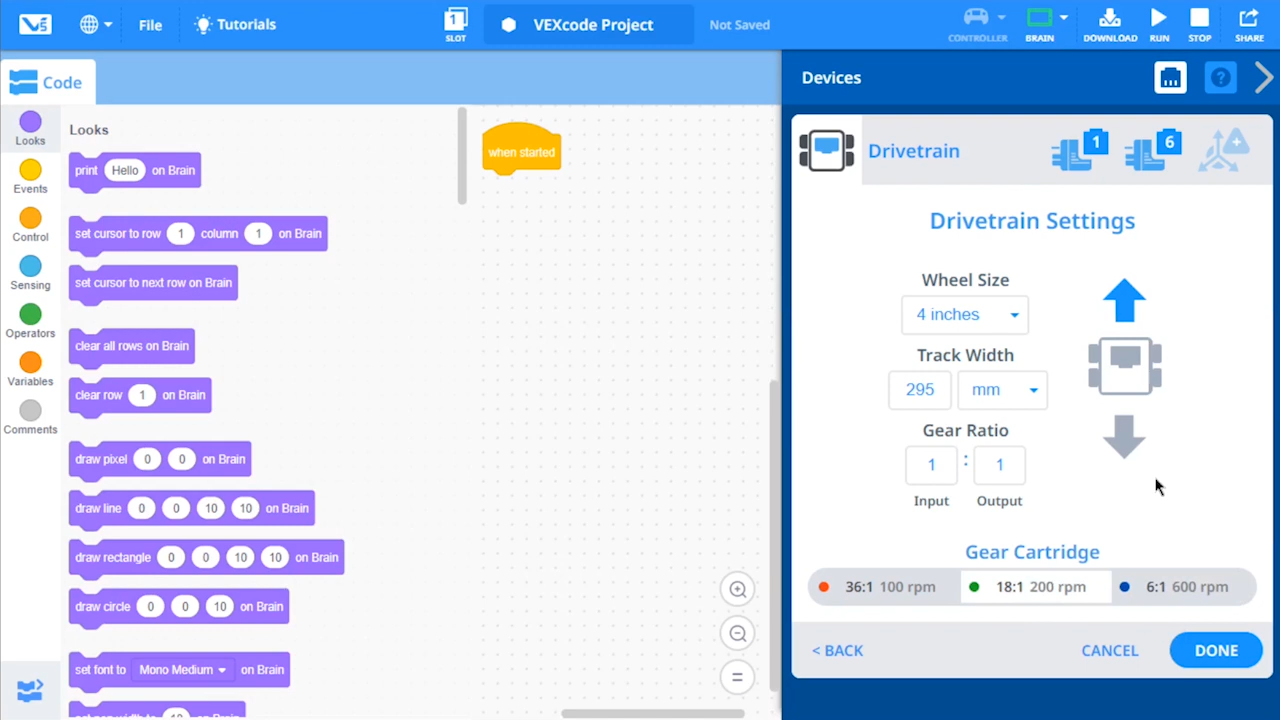 V5
File
Tutorials
1
SLOT
VEXcode Project
Not Saved
CONTROLLER
BRAIN
DOWNLOAD
RUN
STOP
SHARE
Code
Looks
Events
Control
Sensing
Operators
Variables
Comments
Looks
print Hello on Brain
set cursor to row 1 column 1 on Brain
set cursor to next row on Brain
clear all rows on Brain
clear row 1 on Brain
draw pixel 0 0 on Brain
draw line 0 0 10 10 on Brain
draw rectangle 0 0 10 10 on Brain
draw circle 0 0 10 on Brain
set font to Mono Medium on Brain
when started
Devices
?
Drivetrain
1
6
Drivetrain Settings
Wheel Size
4 inches
Track Width
295 mm
Gear Ratio
1 : 1
Input Output
Gear Cartridge
36:1 100 rpm 18:1 200 rpm 6:1 600 rpm
< BACK
CANCEL
DONE